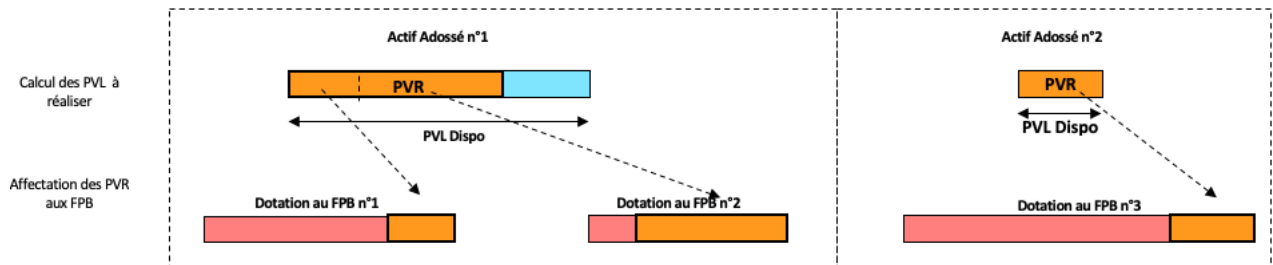 Actif Adossé n°1
Actif Adossé n°2
Calcul des PVL à
réaliser
PVR
PVR
PVL Dispo
PVL Dispo
Affectation des PVR
aux FPB
Dotation au FPB n°1
Dotation au FPB n°2
Dotation au FPB n°3